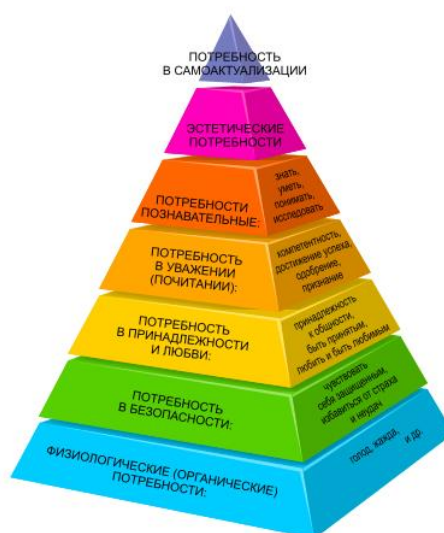 ПОТРЕБНОСТЬ
В САМОАКТУАЛИЗАЦИИ
ЭСТЕТИЧЕСКИЕ
ПОТРЕБНОСТИ
ПОТРЕБНОСТИ
ПОЗНАВАТЕЛЬНЫЕ:
знать,
уметь,
понимать,
исследовать
ПОТРЕБНОСТЬ
В УВАЖЕНИИ
(ПОЧИТАНИИ):
компетентность,
достижение успеха,
одобрение,
признание
ПОТРЕБНОСТЬ
В ПРИНАДЛЕЖНОСТИ
И ЛЮБВИ:
принадлежность
к общности,
быть принятым,
любить и быть любимым
ПОТРЕБНОСТЬ
В БЕЗОПАСНОСТИ:
чувствовать
себя защищенным,
избавиться от страха
и неудач
ФИЗИОЛОГИЧЕСКИЕ (ОРГАНИЧЕСКИЕ)
ПОТРЕБНОСТИ:
голод, жажда,
и др.